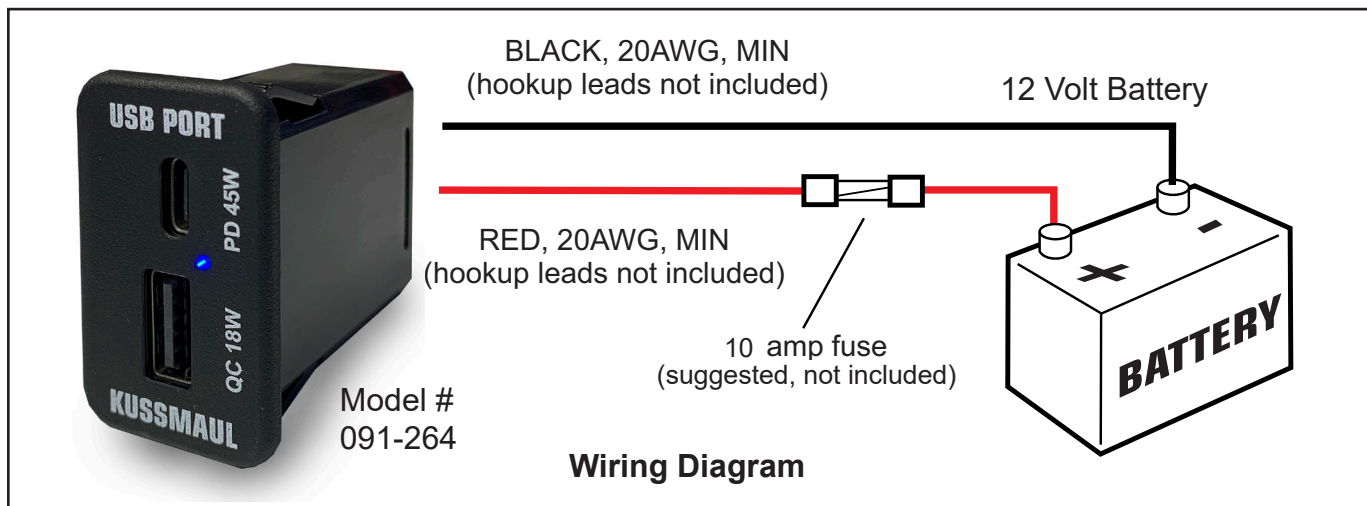 BLACK, 20AWG, MIN
(hookup leads not included)
12 Volt Battery
USB PORT
PD 45W
QC 18W
KUSSMAUL
RED, 20AWG, MIN
(hookup leads not included)
10 amp fuse
(suggested, not included)
+
-
BATTERY
Model #
091-264
Wiring Diagram